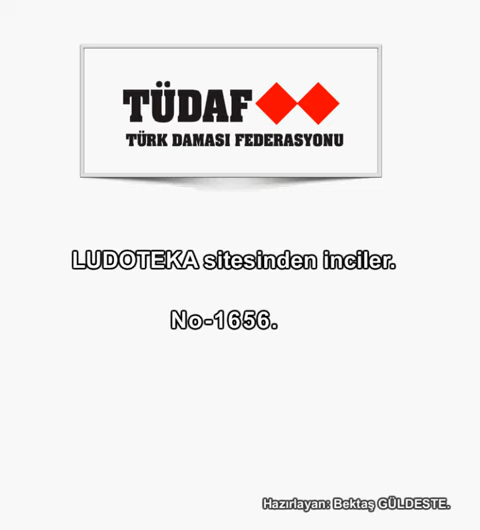 TÜDAF
TÜRK DAMASI FEDERASYONU
LUDOTEKA sitesinden inciler.
No-1656.
Hazırlayan: Bektaş GÜLDESTE.